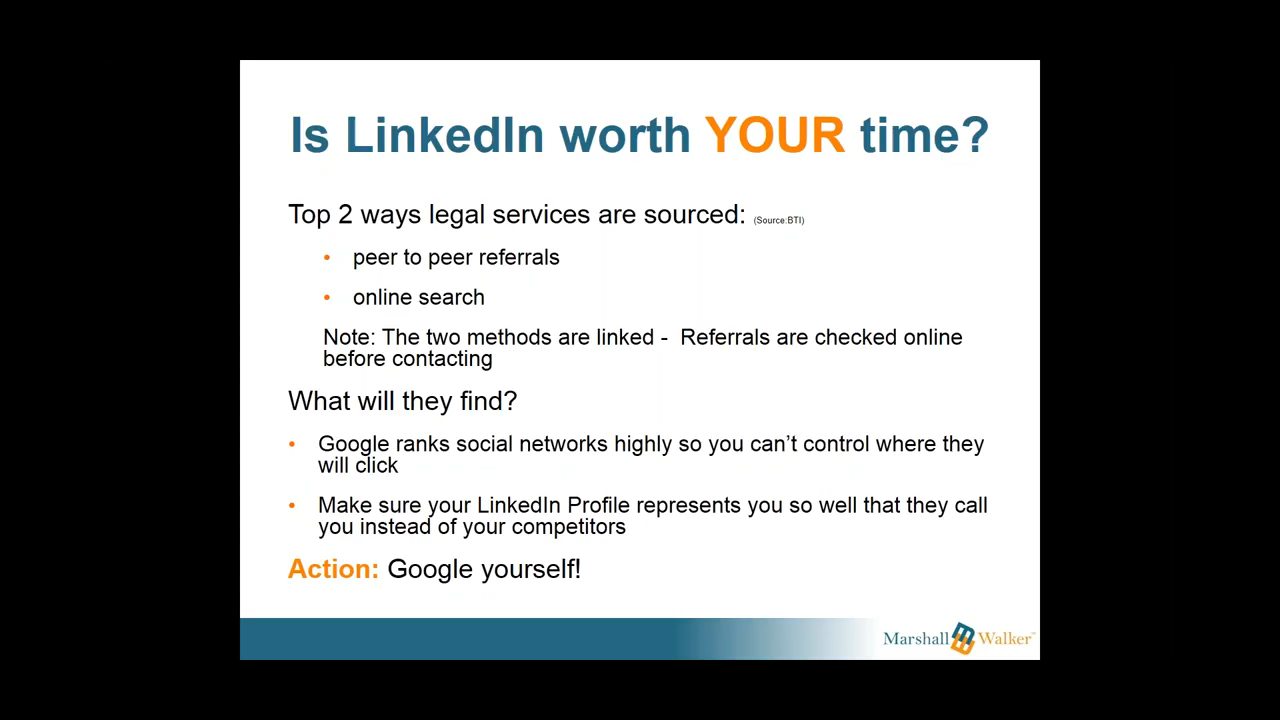 Is LinkedIn worth YOUR time?
Top 2 ways legal services are sourced: (Source:BTI)
• peer to peer referrals
• online search
Note: The two methods are linked - Referrals are checked online
before contacting
What will they find?
• Google ranks social networks highly so you can’t control where they
will click
• Make sure your LinkedIn Profile represents you so well that they call
you instead of your competitors
Action: Google yourself!
Marshall Walker™